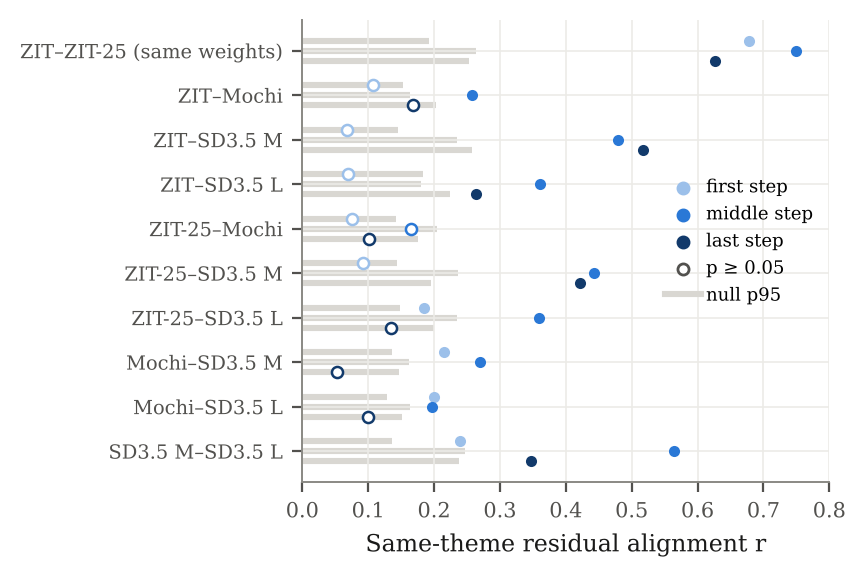 ZIT–ZIT-25 (same weights)
ZIT–Mochi
ZIT–SD3.5 M
ZIT–SD3.5 L
ZIT-25–Mochi
ZIT-25–SD3.5 M
ZIT-25–SD3.5 L
Mochi–SD3.5 M
Mochi–SD3.5 L
SD3.5 M–SD3.5 L
first step
middle step
last step
p ≥ 0.05
null p95
0.0 0.1 0.2 0.3 0.4 0.5 0.6 0.7 0.8
Same-theme residual alignment r